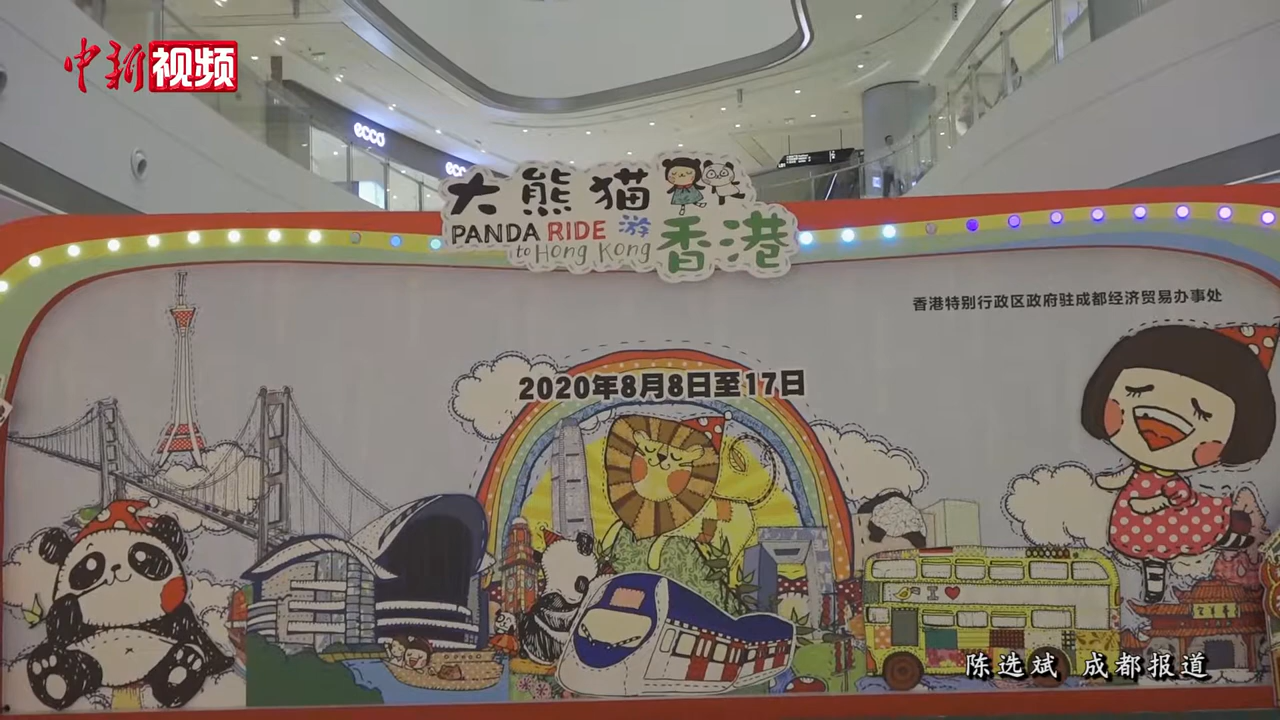 中新视频
ecco
ecc
大熊猫
PANDA RIDE 游
to Hong Kong
香港
香港特别行政区政府驻成都经济贸易办事处
2020年8月8日至17日
I
陈选斌 成都报道